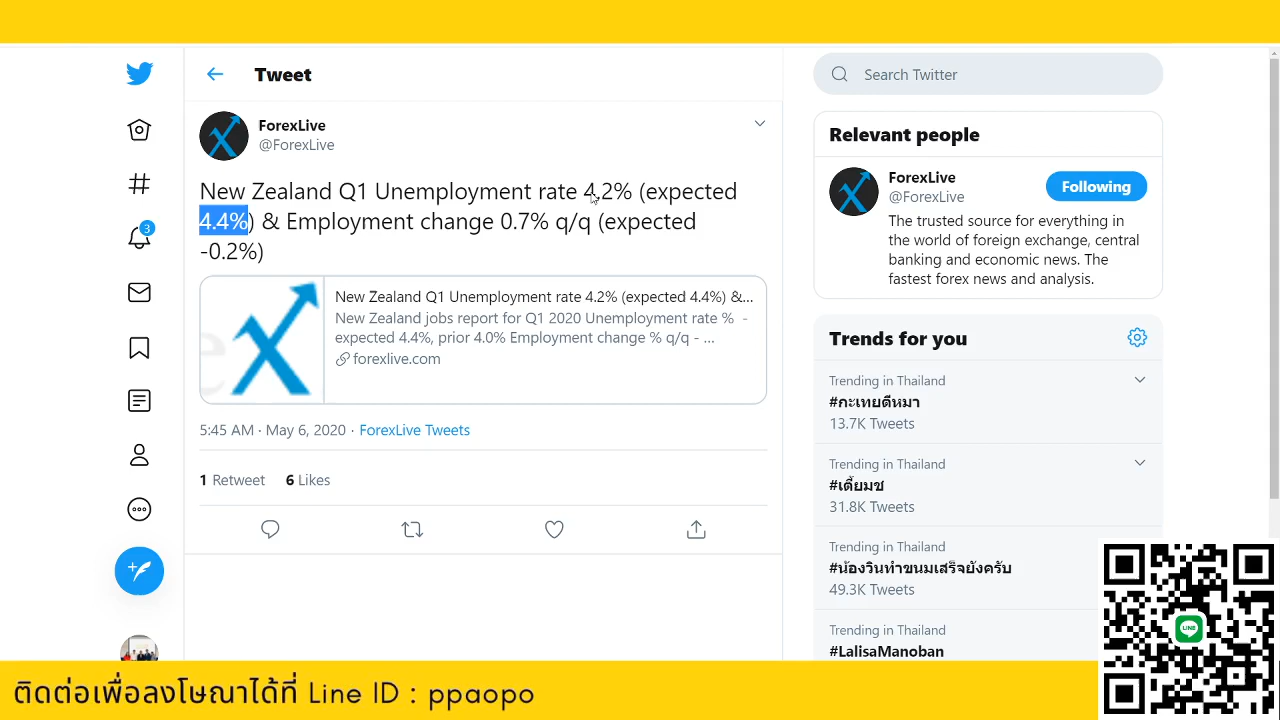 Tweet
ForexLive
@ForexLive
New Zealand Q1 Unemployment rate 4.2% (expected
4.4%) & Employment change 0.7% q/q (expected
-0.2%)
New Zealand Q1 Unemployment rate 4.2% (expected 4.4%) &...
New Zealand jobs report for Q1 2020 Unemployment rate % -
expected 4.4%, prior 4.0% Employment change % q/q - ...
forexlive.com
5:45 AM · May 6, 2020 · ForexLive Tweets
1 Retweet 6 Likes
3
Search Twitter
Relevant people
ForexLive
@ForexLive
Following
The trusted source for everything in
the world of foreign exchange, central
banking and economic news. The
fastest forex news and analysis.
Trends for you
Trending in Thailand
#กะเทยตีหมา
13.7K Tweets
Trending in Thailand
#เตี้ยมช
31.8K Tweets
Trending in Thailand
#น้องวินทําขนมเสร็จยังครับ
49.3K Tweets
Trending in Thailand
#LalisaManoban
LINE
ติดต่อเพื่อลงโษณาได้ที่ Line ID : ppaopo